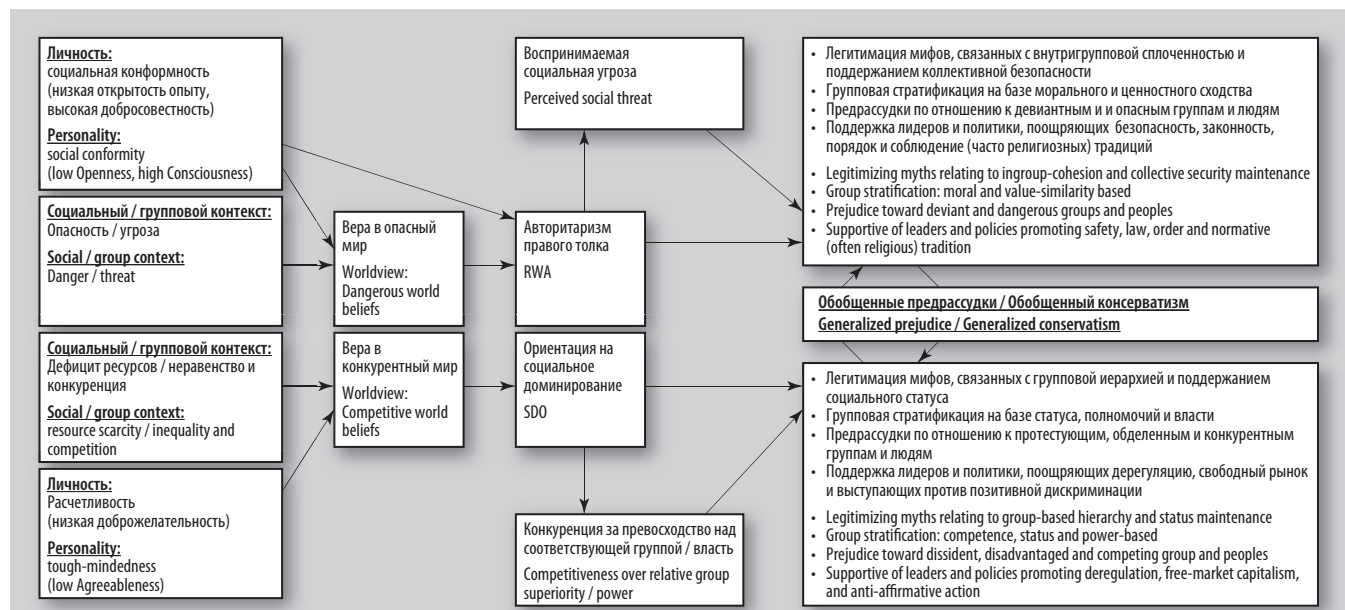 Личность:
социальная конформность
(низкая открытость опыту,
высокая добросовестность)
Personality:
social conformity
(low Openness, high Consciousness)
Социальный / групповой контекст:
Опасность / угроза
Social / group context:
Danger / threat
Социальный / групповой контекст:
Дефицит ресурсов / неравенство и
конкуренция
Social / group context:
resource scarcity / inequality and
competition
Личность:
Расчетливость
(низкая доброжелательность)
Personality:
tough-mindedness
(low Agreeableness)
Вера в опасный
мир
Worldview:
Dangerous world
beliefs
Вера в
конкурентный мир
Worldview:
Competitive world
beliefs
Воспринимаемая
социальная угроза
Perceived social threat
Авторитаризм
правого толка
RWA
Ориентация на
социальное
доминирование
SDO
Конкуренция за превосходство над
соответствующей группой / власть
Competitiveness over relative group
superiority / power
• Легитимация мифов, связанных с внутригрупповой сплоченностью и
поддержанием коллективной безопасности
• Групповая стратификация на базе морального и ценностного сходства
• Предрассудки по отношению к девиантным и и опасным группам и людям
• Поддержка лидеров и политики, поощряющих безопасность, законность,
порядок и соблюдение (часто религиозных) традиций
• Legitimizing myths relating to ingroup-cohesion and collective security maintenance
• Group stratification: moral and value-similarity based
• Prejudice toward deviant and dangerous groups and peoples
• Supportive of leaders and policies promoting safety, law, order and normative
(often religious) tradition
Обобщенные предрассудки / Обобщенный консерватизм
Generalized prejudice / Generalized conservatism
• Легитимация мифов, связанных с групповой иерархией и поддержанием
социального статуса
• Групповая стратификация на базе статуса, полномочий и власти
• Предрассудки по отношению к протестующим, обделенным и конкурентным
группам и людям
• Поддержка лидеров и политики, поощряющих дерегуляцию, свободный рынок
и выступающих против позитивной дискриминации
• Legitimizing myths relating to group-based hierarchy and status maintenance
• Group stratification: competence, status and power-based
• Prejudice toward dissident, disadvantaged and competing group and peoples
• Supportive of leaders and policies promoting deregulation, free-market capitalism,
and anti-affirmative action